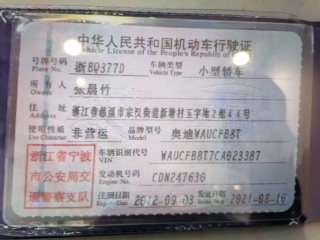 中华人民共和国机动车行驶证
Vehicle License of the People's Republic of
号牌号码 浙BQ377D 车辆类型 小型轿车
Plate No. Vehicle Type
所有人 张晨竹
Owner
住址 浙江省慈溪市宗汉街道新塘村玉字地2组44号
Address
使用性质 非营运 品牌型号 奥迪WAUCFB8T
Use Character Model
浙江省宁波
市公安局交
通警察支队
车辆识别代号 WAUCFB8T7CA023387
VIN
发动机号码 CDN247630
Engine No.
注册日期 2012-09-03 发证日期 2021-08-10
Register Date Issue Date